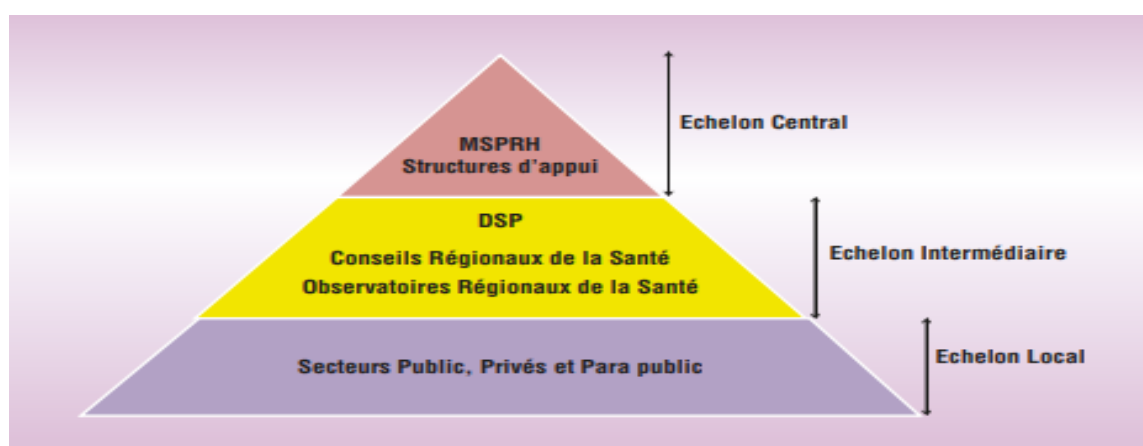 MSPRH
Structures d'appui
Echelon Central
DSP
Conseils Régionaux de la Santé
Observatoires Régionaux de la Santé
Echelon Intermédiaire
Secteurs Public, Privés et Para public
Echelon Local